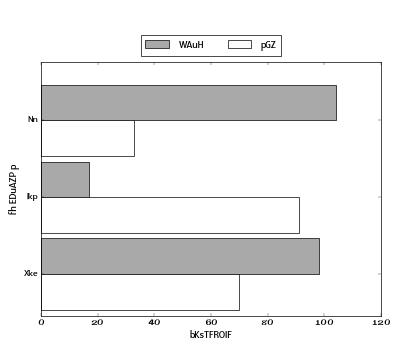 WAuH pGZ
Nn
Ikp
Xke
fh EDuAZP p
0 20 40 60 80 100 120
bKsTFROIF